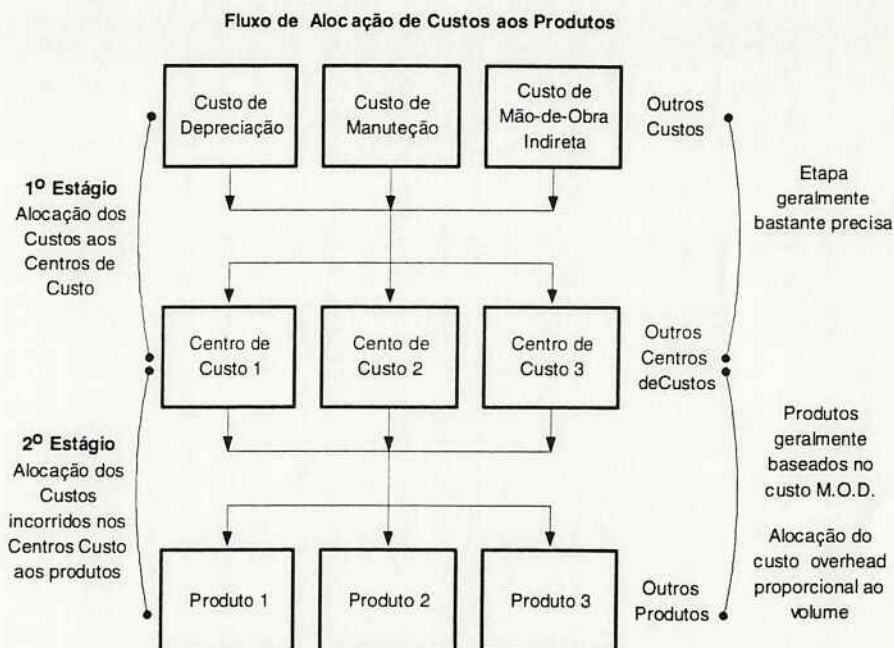 Fluxo de Alocação de Custos aos Produtos
Custo de
Depreciação
Custo de
Manuteção
Custo de
Mão-de-Obra
Indireta
Outros
Custos
1º Estágio
Alocação dos
Custos aos
Centros de
Custo
Etapa
geralmente
bastante precisa
Centro de
Custo 1
Cento de
Custo 2
Centro de
Custo 3
Outros
Centros
deCustos
2º Estágio
Alocação dos
Custos
incorridos nos
Centros Custo
aos produtos
Produtos
geralmente
baseados no
custo M.O.D.
Alocação do
custo overhead
proporcional ao
volume
Produto 1
Produto 2
Produto 3
Outros
Produtos